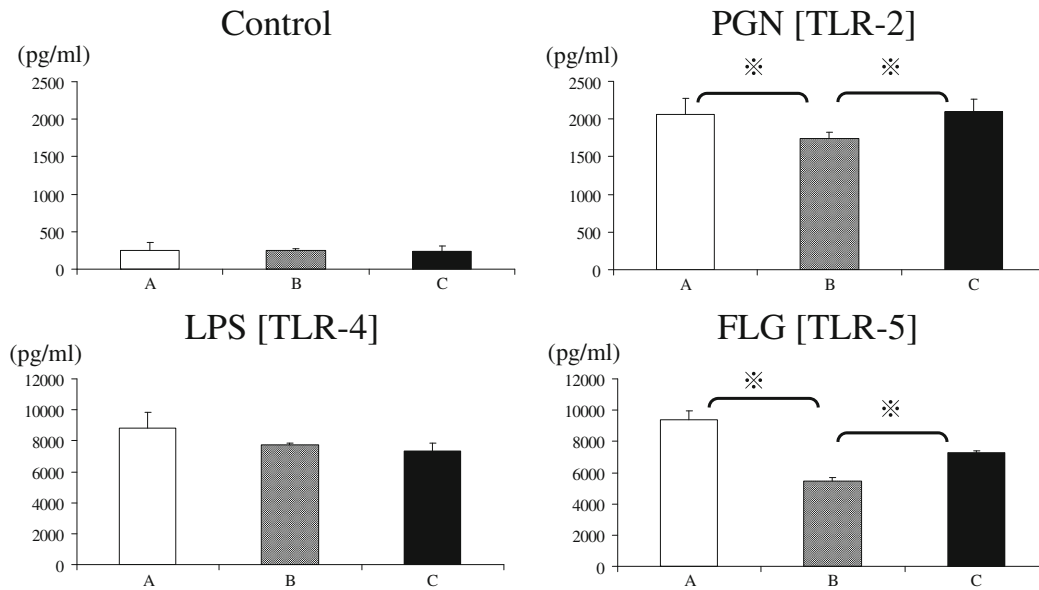 Control
(pg/ml)
2500
2000
1500
1000
500
0
A B C
PGN [TLR-2]
(pg/ml)
※ ※
2500
2000
1500
1000
500
0
A B C
LPS [TLR-4]
(pg/ml)
12000
10000
8000
6000
4000
2000
0
A B C
FLG [TLR-5]
(pg/ml)
※ ※
12000
10000
8000
6000
4000
2000
0
A B C